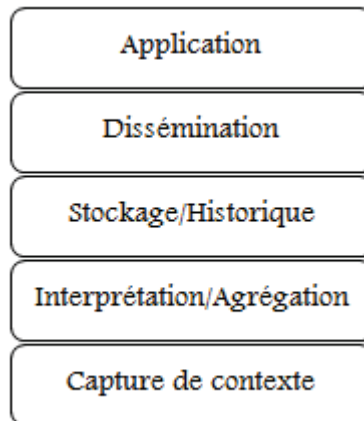 Application
Dissémination
Stockage/Historique
Interprétation/Agrégation
Capture de contexte